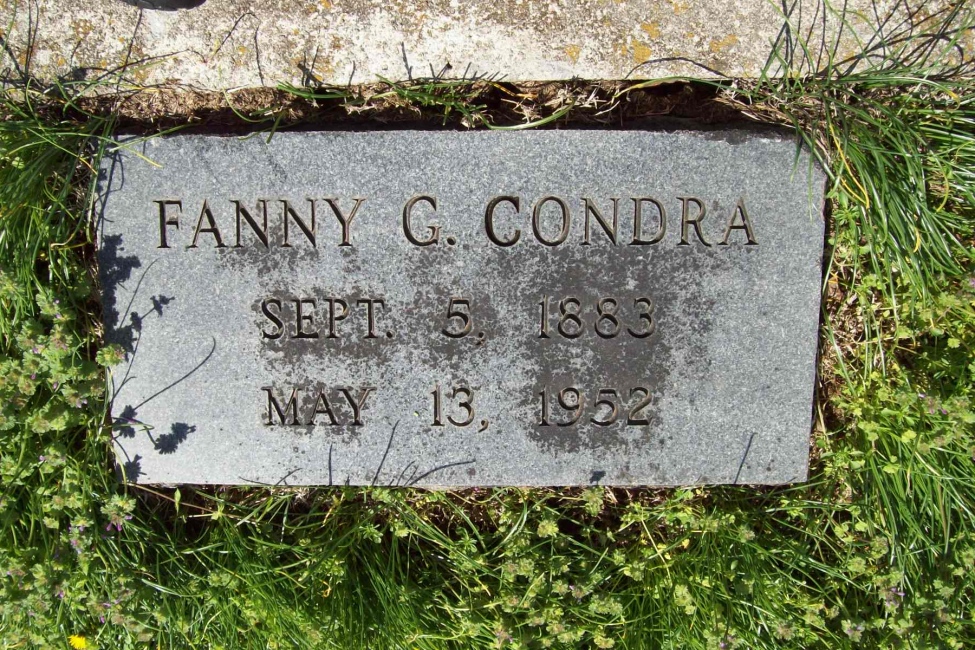 FANNY G. CONDRA
SEPT. 5, 1883
MAY 13, 1952